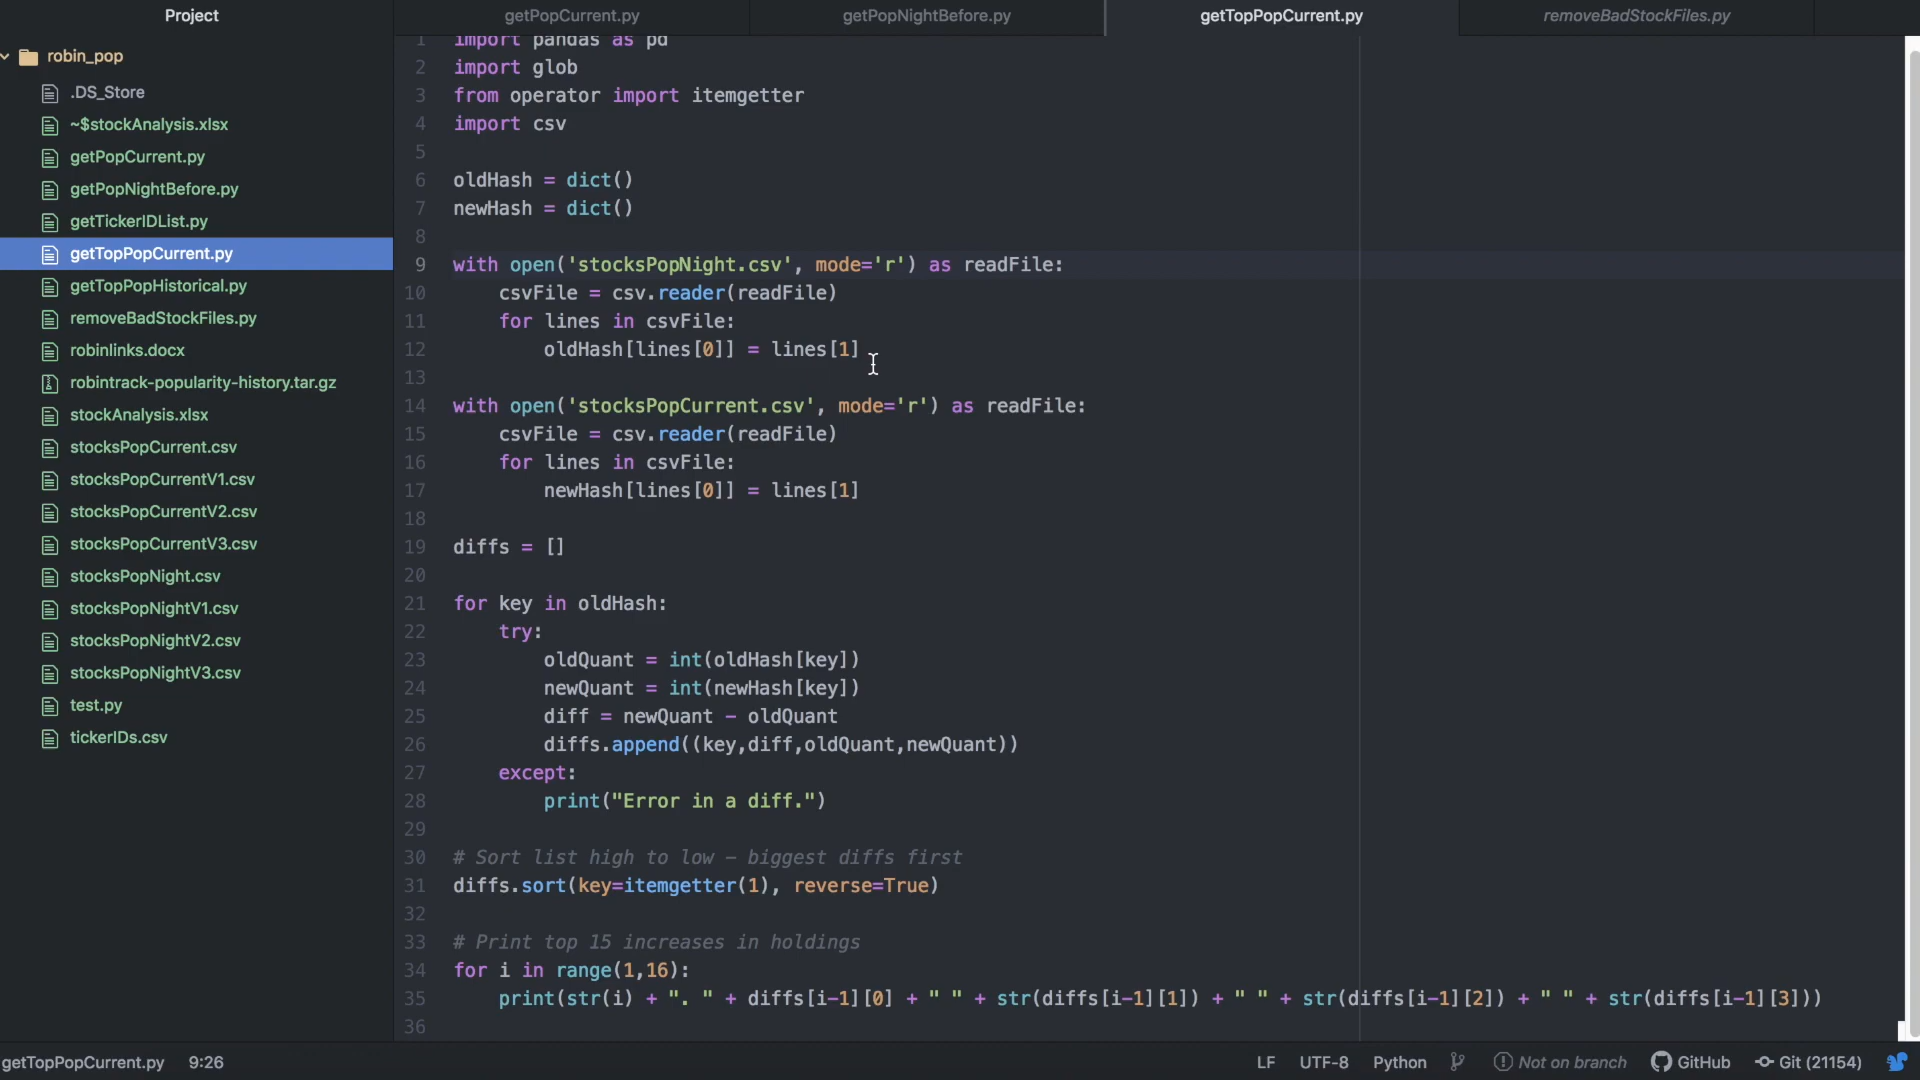 Project
getPopCurrent.py
getPopNightBefore.py
getTopPopCurrent.py
removeBadStockFiles.py
robin_pop
.DS_Store
~$stockAnalysis.xlsx
getPopCurrent.py
getPopNightBefore.py
getTickerIDList.py
getTopPopCurrent.py
getTopPopHistorical.py
removeBadStockFiles.py
robinlinks.docx
robintrack-popularity-history.tar.gz
stockAnalysis.xlsx
stocksPopCurrent.csv
stocksPopCurrentV1.csv
stocksPopCurrentV2.csv
stocksPopCurrentV3.csv
stocksPopNight.csv
stocksPopNightV1.csv
stocksPopNightV2.csv
stocksPopNightV3.csv
test.py
tickerIDs.csv
1 import pandas as pd
2 import glob
3 from operator import itemgetter
4 import csv
5
6 oldHash = dict()
7 newHash = dict()
8
9 with open('stocksPopNight.csv', mode='r') as readFile:
10     csvFile = csv.reader(readFile)
11     for lines in csvFile:
12         oldHash[lines[0]] = lines[1]
13
14 with open('stocksPopCurrent.csv', mode='r') as readFile:
15     csvFile = csv.reader(readFile)
16     for lines in csvFile:
17         newHash[lines[0]] = lines[1]
18
19 diffs = []
20
21 for key in oldHash:
22     try:
23         oldQuant = int(oldHash[key])
24         newQuant = int(newHash[key])
25         diff = newQuant - oldQuant
26         diffs.append((key,diff,oldQuant,newQuant))
27     except:
28         print("Error in a diff.")
29
30 # Sort list high to low - biggest diffs first
31 diffs.sort(key=itemgetter(1), reverse=True)
32
33 # Print top 15 increases in holdings
34 for i in range(1,16):
35     print(str(i) + ". " + diffs[i-1][0] + " " + str(diffs[i-1][1]) + " " + str(diffs[i-1][2]) + " " + str(diffs[i-1][3]))
36
getTopPopCurrent.py 9:26 LF UTF-8 Python Not on branch GitHub Git (21154)